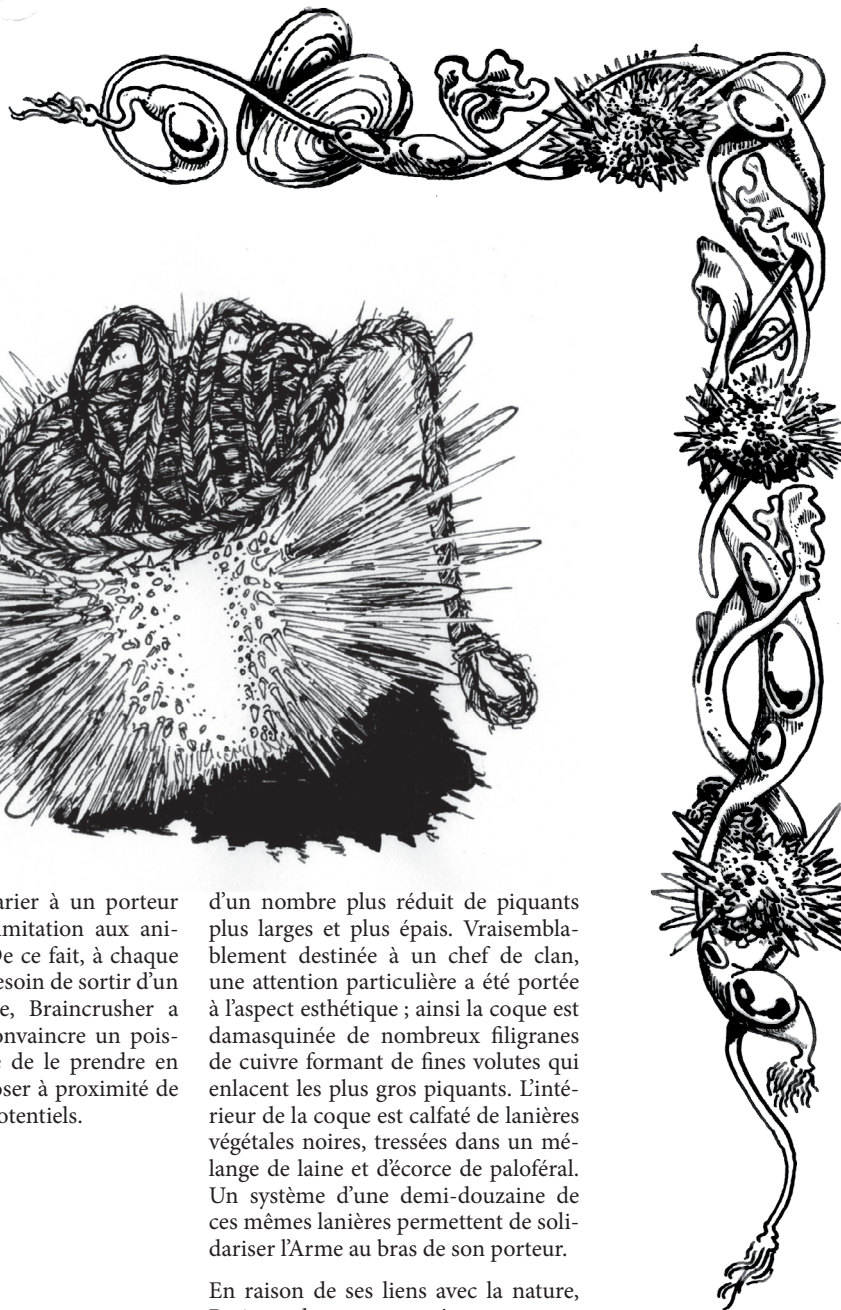 arier à un porteur
imitation aux ani-
De ce fait, à chaque
esoin de sortir d'un
e, Braincrusher a
onvaincre un pois-
e de le prendre en
oser à proximité de
otentiels.
d'un nombre plus réduit de piquants
plus larges et plus épais. Vraisembla-
blement destinée à un chef de clan,
une attention particulière a été portée
à l'aspect esthétique ; ainsi la coque est
damasquinée de nombreux filigranes
de cuivre formant de fines volutes qui
enlacent les plus gros piquants. L'inté-
rieur de la coque est calfaté de lanières
végétales noires, tressées dans un mé-
lange de laine et d'écorce de paloféral.
Un système d'une demi-douzaine de
ces mêmes lanières permettent de soli-
dariser l'Arme au bras de son porteur.
En raison de ses liens avec la nature,